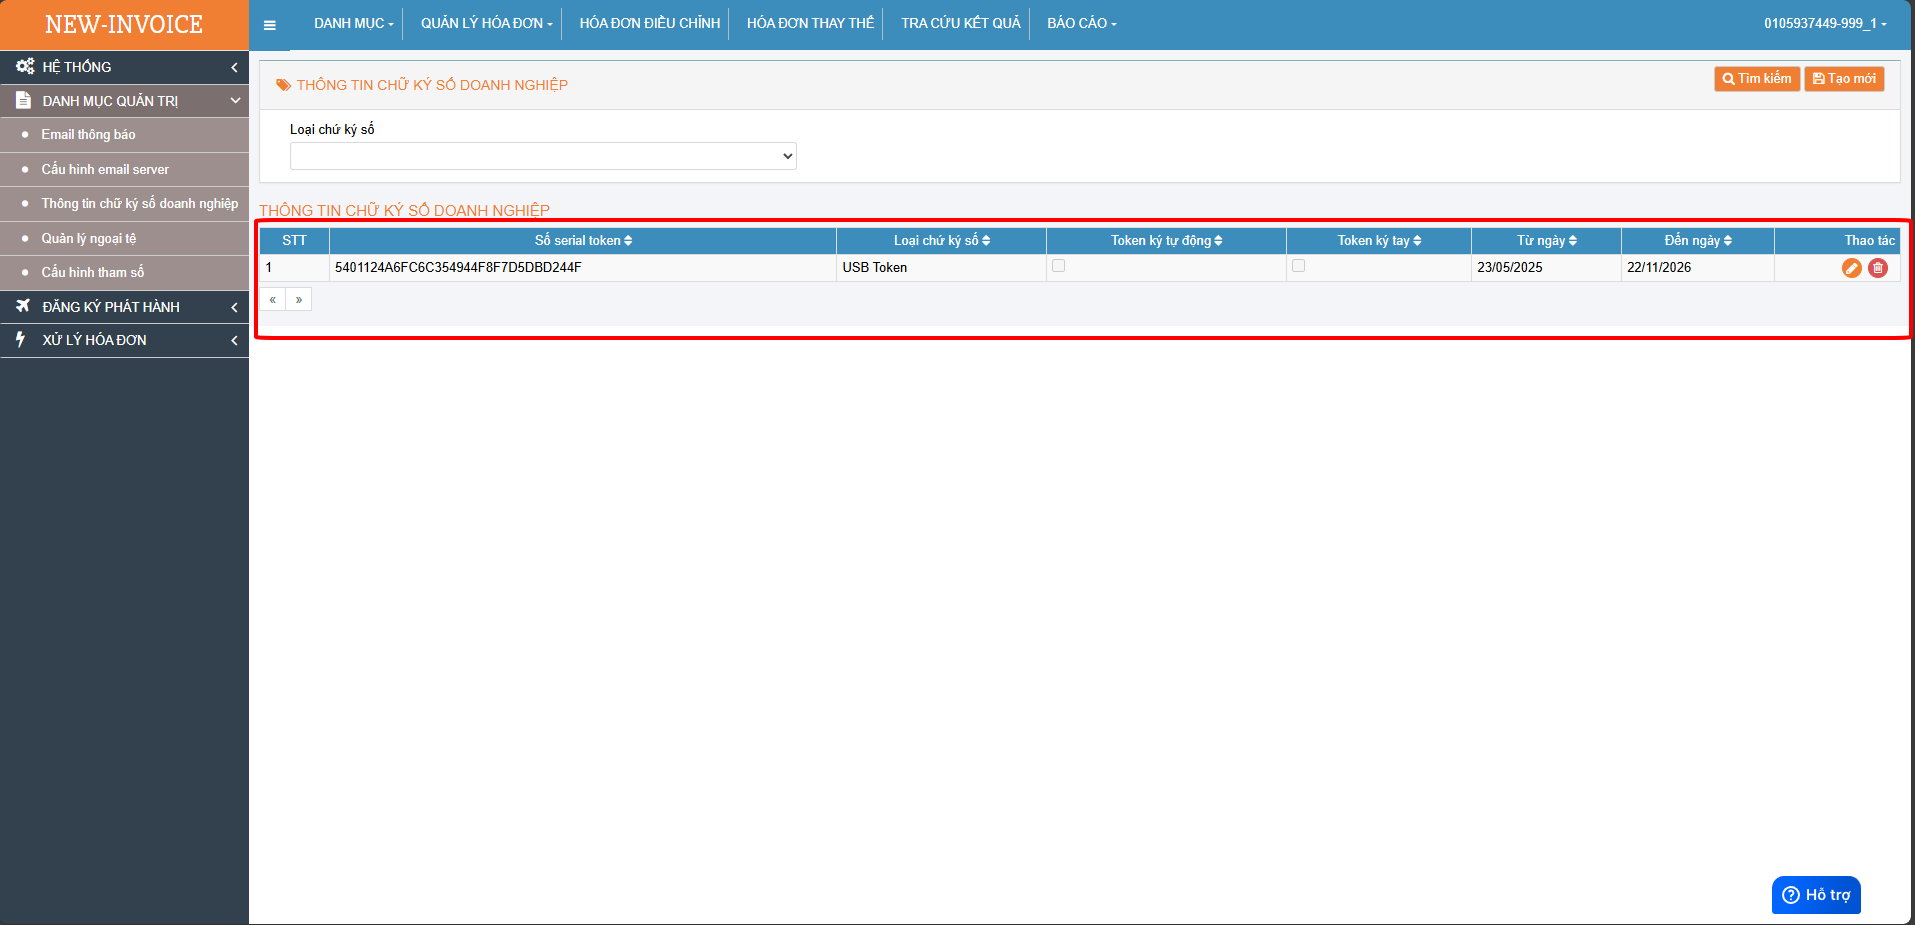 NEW-INVOICE
DANH MỤC
QUẢN LÝ HÓA ĐƠN
HÓA ĐƠN ĐIỀU CHỈNH
HÓA ĐƠN THAY THẾ
TRA CỨU KẾT QUẢ
BÁO CÁO
0105937449-999_1
HỆ THỐNG
DANH MỤC QUẢN TRỊ
Email thông báo
Cấu hình email server
Thông tin chữ ký số doanh nghiệp
Quản lý ngoại tệ
Cấu hình tham số
ĐĂNG KÝ PHÁT HÀNH
XỬ LÝ HÓA ĐƠN
THÔNG TIN CHỮ KÝ SỐ DOANH NGHIỆP
Tìm kiếm
Tạo mới
Loại chứ ký số
THÔNG TIN CHỮ KÝ SỐ DOANH NGHIỆP
STT Số serial token Loại chứ ký số Token ký tự động Token ký tay Từ ngày Đến ngày Thao tác
1 5401124A6FC6C354944F8F7D5DBD244F USB Token 23/05/2025 22/11/2026
« »
Hỗ trợ